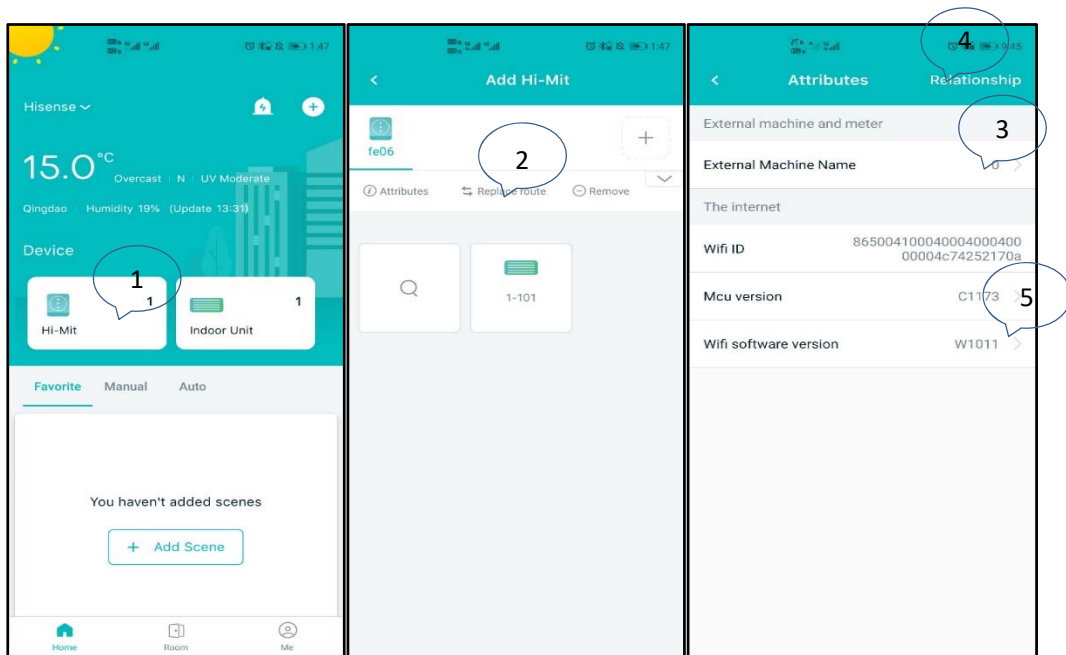 1:47
Hisense
15.0°C
Overcast N UV Moderate
Qingdao Humidity 19% (Update 13:31)
Device
1
1
Hi-Mit
1
Indoor Unit
Favorite Manual Auto
You haven't added scenes
+ Add Scene
Home Room Me
1:47
Add Hi-Mit
fe06
2
Attributes Replace route Remove
1-101
4
9:45
Attributes Relationship
External machine and meter
3
External Machine Name 0
The internet
Wifi ID 865004100040004000400
00004c74252170a
Mcu version C1173
5
Wifi software version W1011